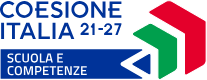 COESIONE
ITALIA 21-27
SCUOLA E
COMPETENZE